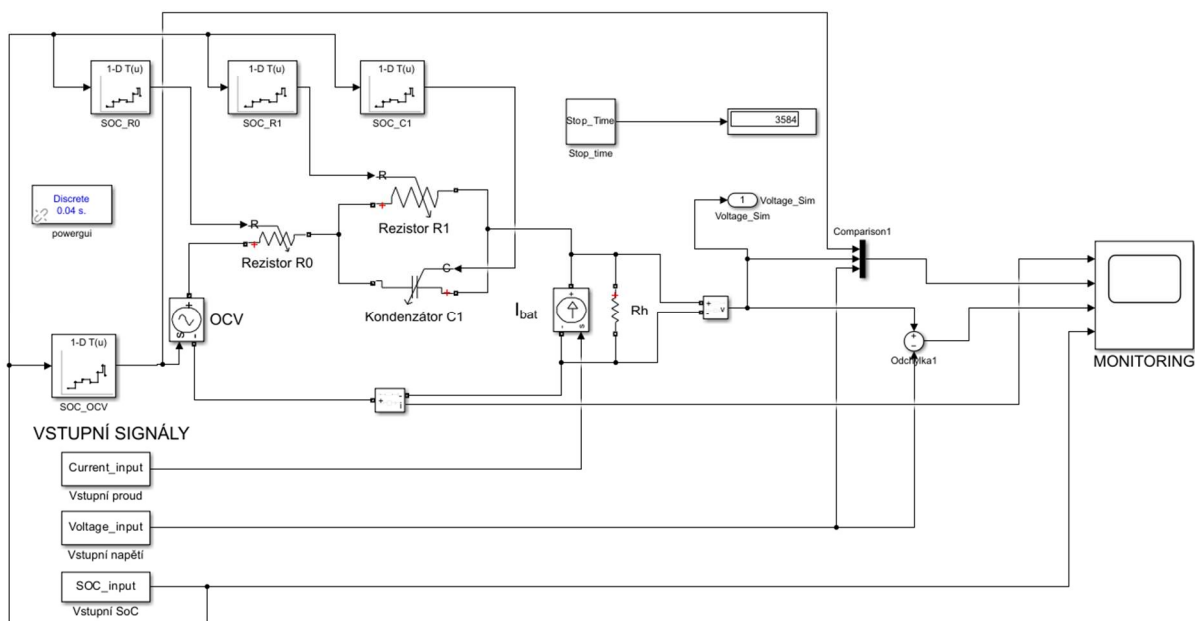 1-D T(u)
SOC_R0
1-D T(u)
SOC_R1
1-D T(u)
SOC_C1
Stop_Time
Stop_time
3584
Discrete
0.04 s.
powergui
R
Rezistor R0
R
Rezistor R1
C
Kondenzátor C1
1
Voltage_Sim
Voltage_Sim
Comparison1
+
S
-
OCV
I bat
+
-
s
Rh
+
-
v
+
-
Odchylka1
MONITORING
1-D T(u)
SOC_OCV
+
-
i
VSTUPNÍ SIGNÁLY
Current_input
Vstupní proud
Voltage_input
Vstupní napětí
SOC_input
Vstupní SoC